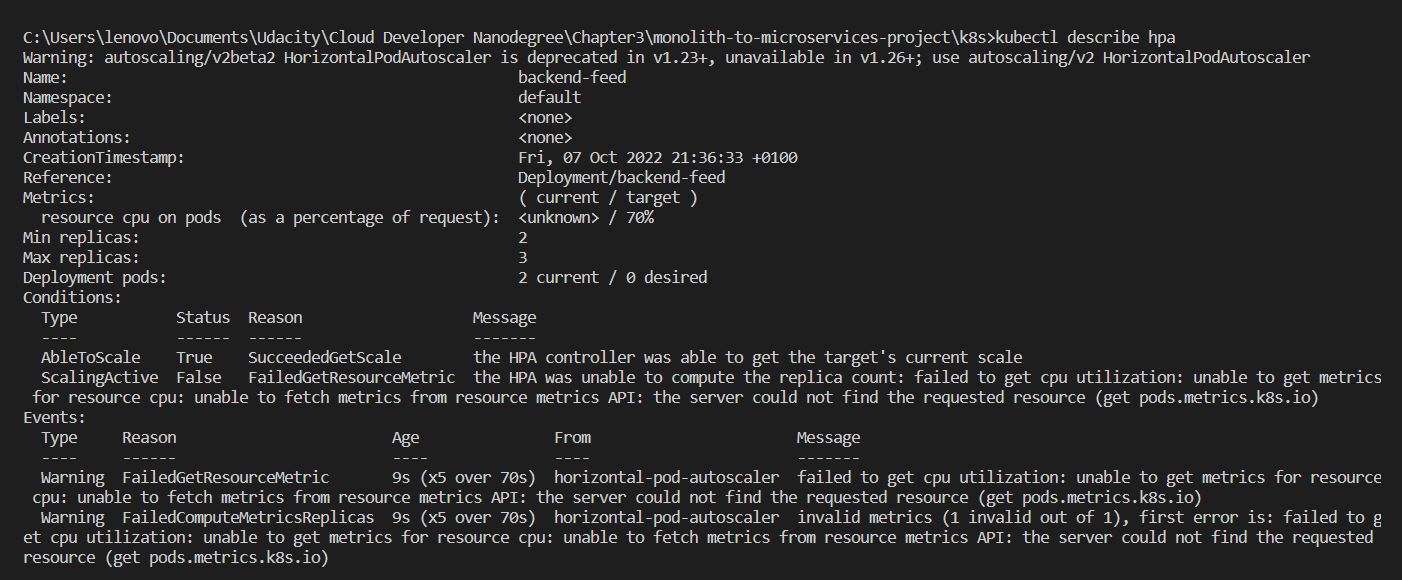 C:\Users\lenovo\Documents\Udacity\Cloud Developer Nanodegree\Chapter3\monolith-to-microservices-project\k8s>kubectl describe hpa
Warning: autoscaling/v2beta2 HorizontalPodAutoscaler is deprecated in v1.23+, unavailable in v1.26+; use autoscaling/v2 HorizontalPodAutoscaler
Name:                                                  backend-feed
Namespace:                                             default
Labels:                                                <none>
Annotations:                                           <none>
CreationTimestamp:                                     Fri, 07 Oct 2022 21:36:33 +0100
Reference:                                             Deployment/backend-feed
Metrics:                                               ( current / target )
  resource cpu on pods  (as a percentage of request):  <unknown> / 70%
Min replicas:                                          2
Max replicas:                                          3
Deployment pods:                                       2 current / 0 desired
Conditions:
  Type           Status  Reason                   Message
  ----           ------  ------                   -------
  AbleToScale    True    SucceededGetScale        the HPA controller was able to get the target's current scale
  ScalingActive  False   FailedGetResourceMetric  the HPA was unable to compute the replica count: failed to get cpu utilization: unable to get metrics
 for resource cpu: unable to fetch metrics from resource metrics API: the server could not find the requested resource (get pods.metrics.k8s.io)
Events:
  Type     Reason                        Age               From                       Message
  ----     ------                        ----              ----                       -------
  Warning  FailedGetResourceMetric       9s (x5 over 70s)  horizontal-pod-autoscaler  failed to get cpu utilization: unable to get metrics for resource
 cpu: unable to fetch metrics from resource metrics API: the server could not find the requested resource (get pods.metrics.k8s.io)
  Warning  FailedComputeMetricsReplicas  9s (x5 over 70s)  horizontal-pod-autoscaler  invalid metrics (1 invalid out of 1), first error is: failed to g
et cpu utilization: unable to get metrics for resource cpu: unable to fetch metrics from resource metrics API: the server could not find the requested
resource (get pods.metrics.k8s.io)